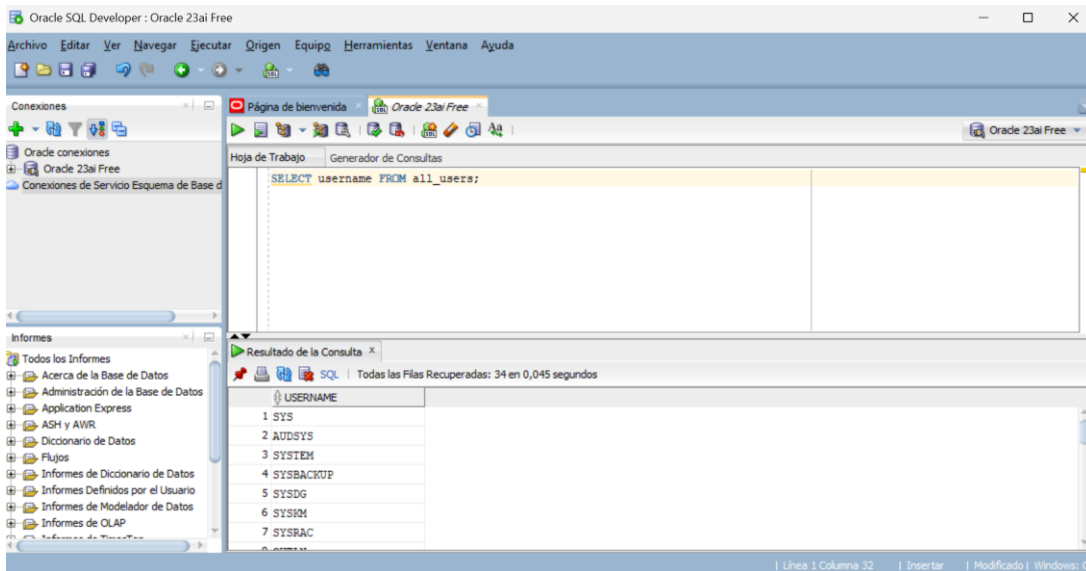 Oracle SQL Developer : Oracle 23ai Free
Archivo Editar Ver Navegar Ejecutar Origen Equipo Herramientas Ventana Ayuda
Conexiones
Oracle conexiones
Oracle 23ai Free
Conexiones de Servicio Esquema de Base d
Informes
Todos los Informes
Acerca de la Base de Datos
Administración de la Base de Datos
Application Express
ASH y AWR
Diccionario de Datos
Flujos
Informes de Diccionario de Datos
Informes Definidos por el Usuario
Informes de Modelador de Datos
Informes de OLAP
Página de bienvenida
Oracle 23ai Free
Oracle 23ai Free
Hoja de Trabajo Generador de Consultas
SELECT username FROM all_users;
Resultado de la Consulta
SQL | Todas las Filas Recuperadas: 34 en 0,045 segundos
USERNAME
1 SYS
2 AUDSYS
3 SYSTEM
4 SYSBACKUP
5 SYSDG
6 SYSKM
7 SYSRAC
| Línea 1 Columna 32 | Insertar | Modificado | Windows: